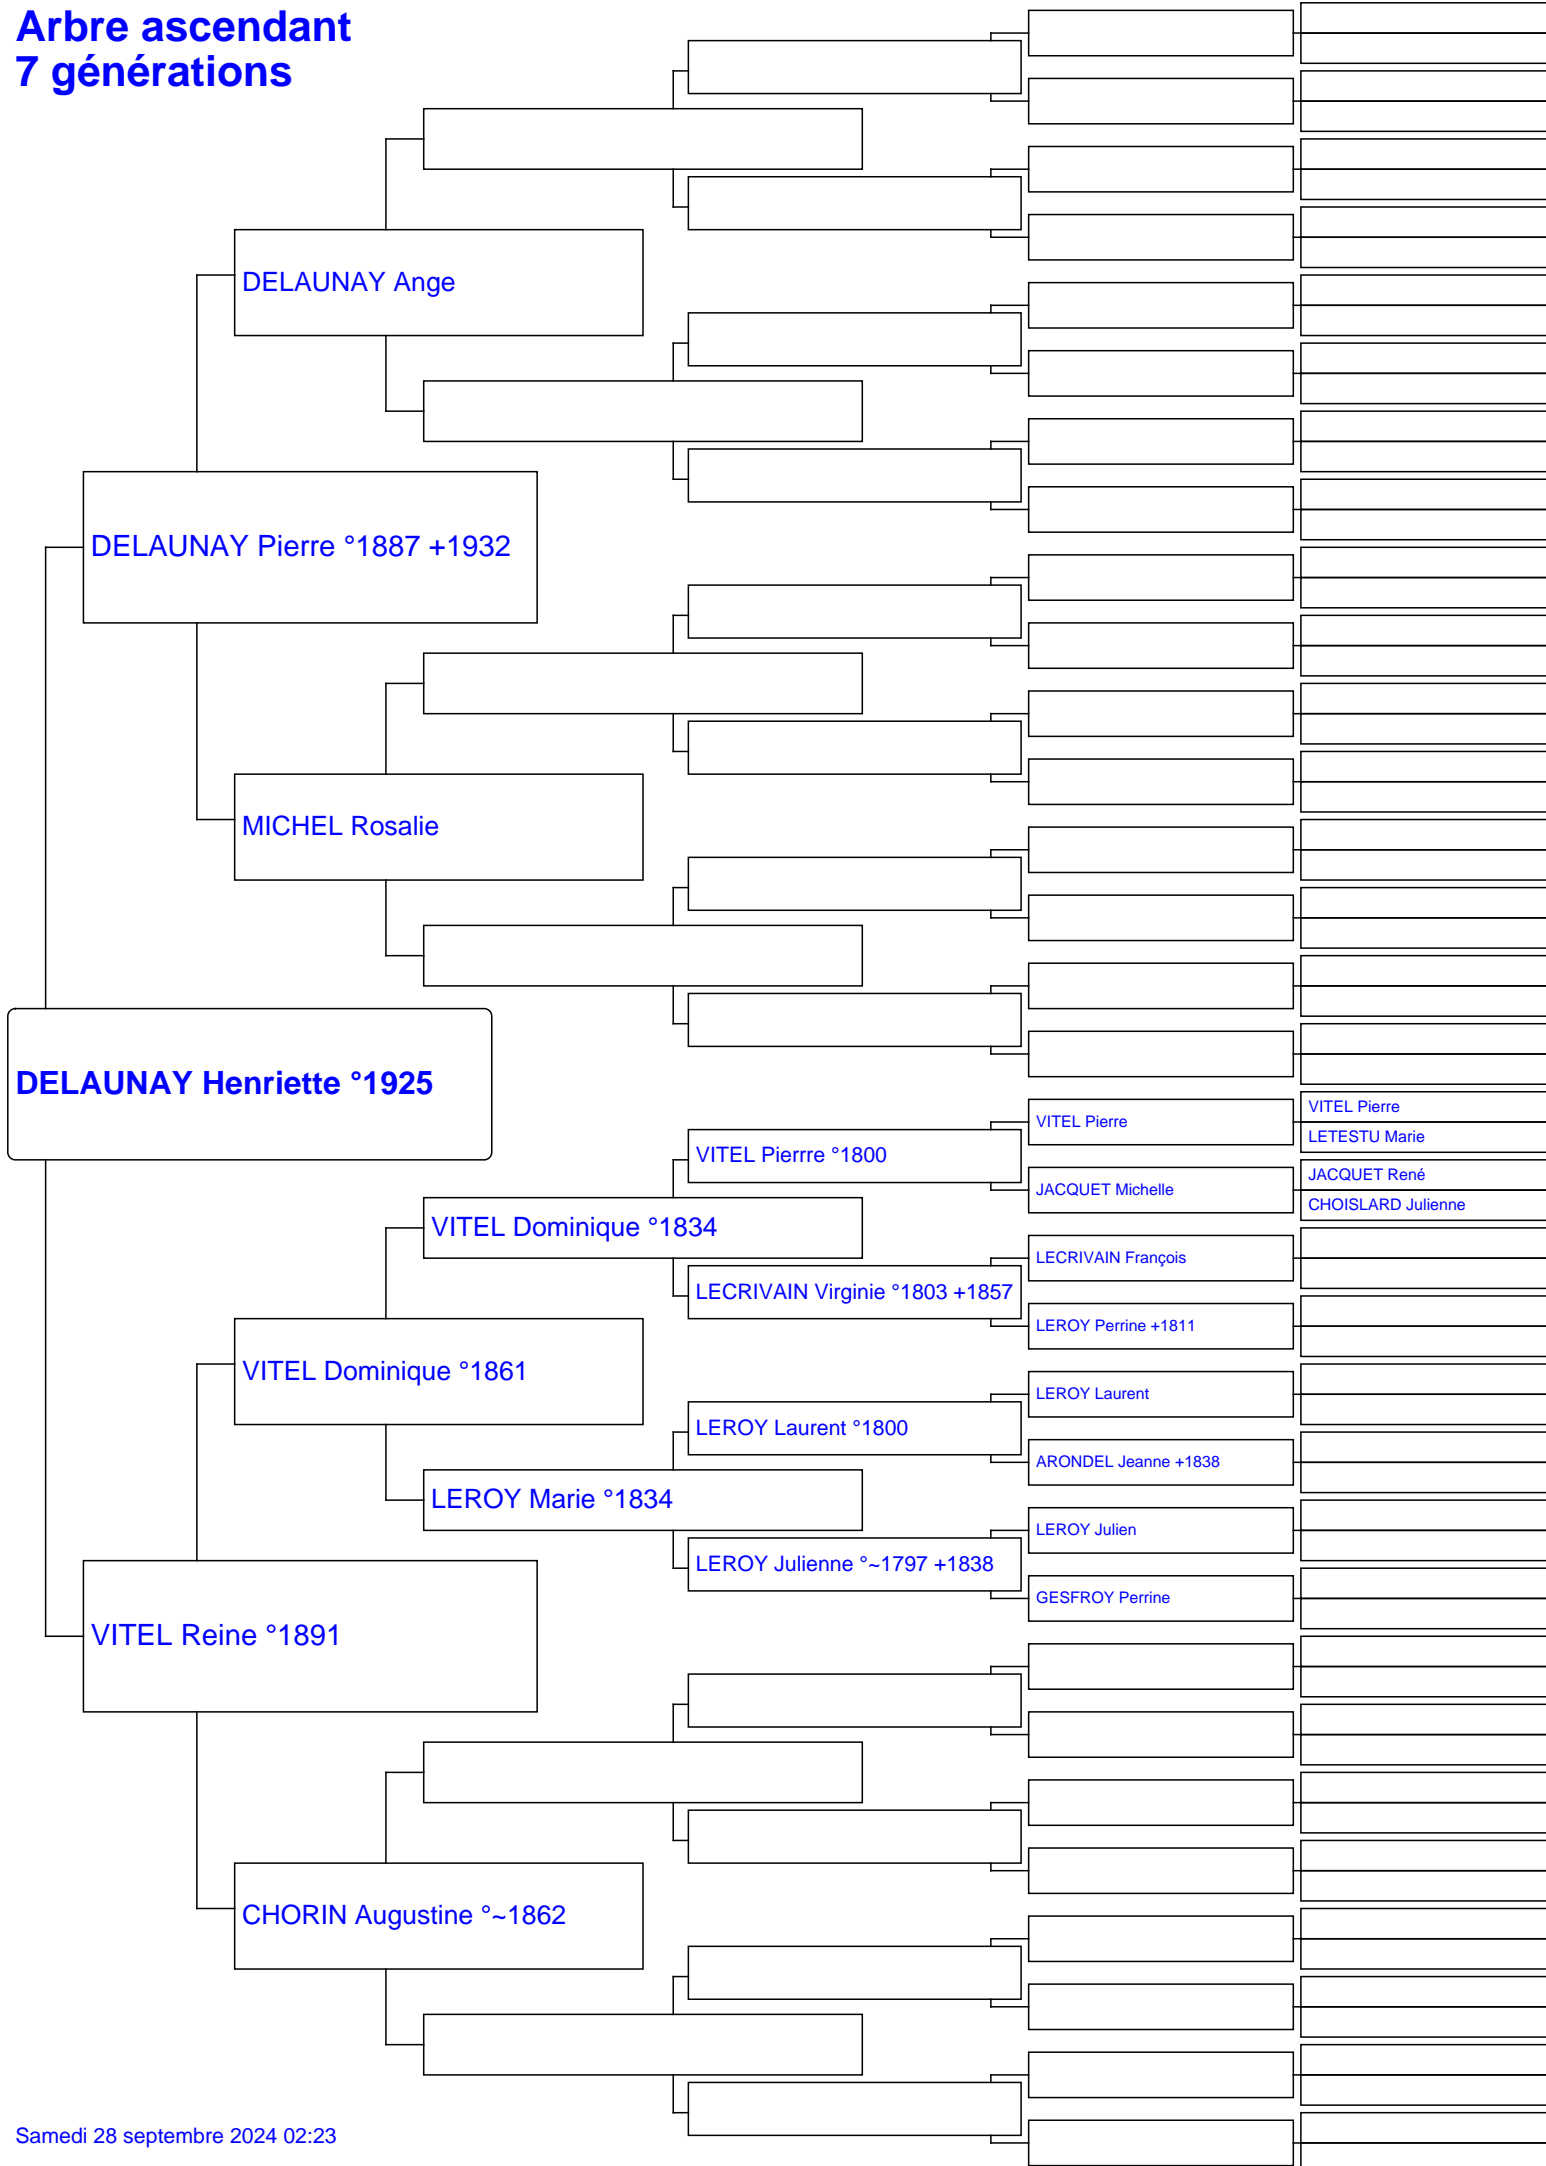 Arbre ascendant
7 générations
DELAUNAY Ange
DELAUNAY Pierre °1887 +1932
MICHEL Rosalie
DELAUNAY Henriette °1925
VITEL Pierre
LETESTU Marie
VITEL Pierre
VITEL Pierrre °1800
JACQUET René
JACQUET Michelle
CHOISLARD Julienne
VITEL Dominique °1834
LECRIVAIN François
LECRIVAIN Virginie °1803 +1857
LEROY Perrine +1811
VITEL Dominique °1861
LEROY Laurent
LEROY Laurent °1800
ARONDEL Jeanne +1838
LEROY Marie °1834
LEROY Julien
LEROY Julienne °~1797 +1838
GESFROY Perrine
VITEL Reine °1891
CHORIN Augustine °~1862
Samedi 28 septembre 2024 02:23